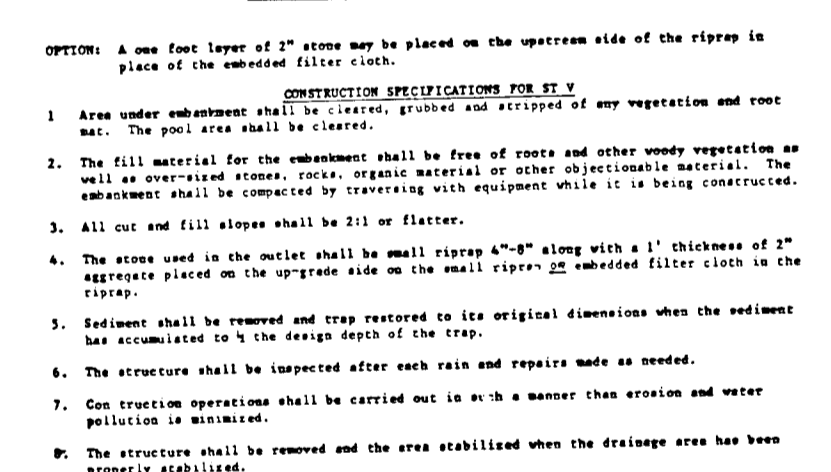 OPTION: A one foot layer of 2" stone may be placed on the upstream side of the riprap in
place of the embedded filter cloth.
CONSTRUCTION SPECIFICATIONS FOR ST V
1 Area under embankment shall be cleared, grubbed and stripped of any vegetation and root
mat. The pool area shall be cleared.
2. The fill material for the embankment shall be free of roots and other woody vegetation as
well as over-sized stones, rocks, organic material or other objectionable material. The
embankment shall be compacted by traversing with equipment while it is being constructed.
3. All cut and fill slopes shall be 2:1 or flatter.
4. The stone used in the outlet shall be small riprap 4"-8" along with a 1' thickness of 2"
aggregate placed on the up-grade side on the small riprap or embedded filter cloth in the
riprap.
5. Sediment shall be removed and trap restored to its original dimensions when the sediment
has accumulated to the design depth of the trap.
6. The structure shall be inspected after each rain and repairs made as needed.
7. Con truction operations shall be carried out in such a manner than erosion and water
pollution is minimized.
8. The structure shall be removed and the area stabilized when the drainage area has been
properly stabilized.